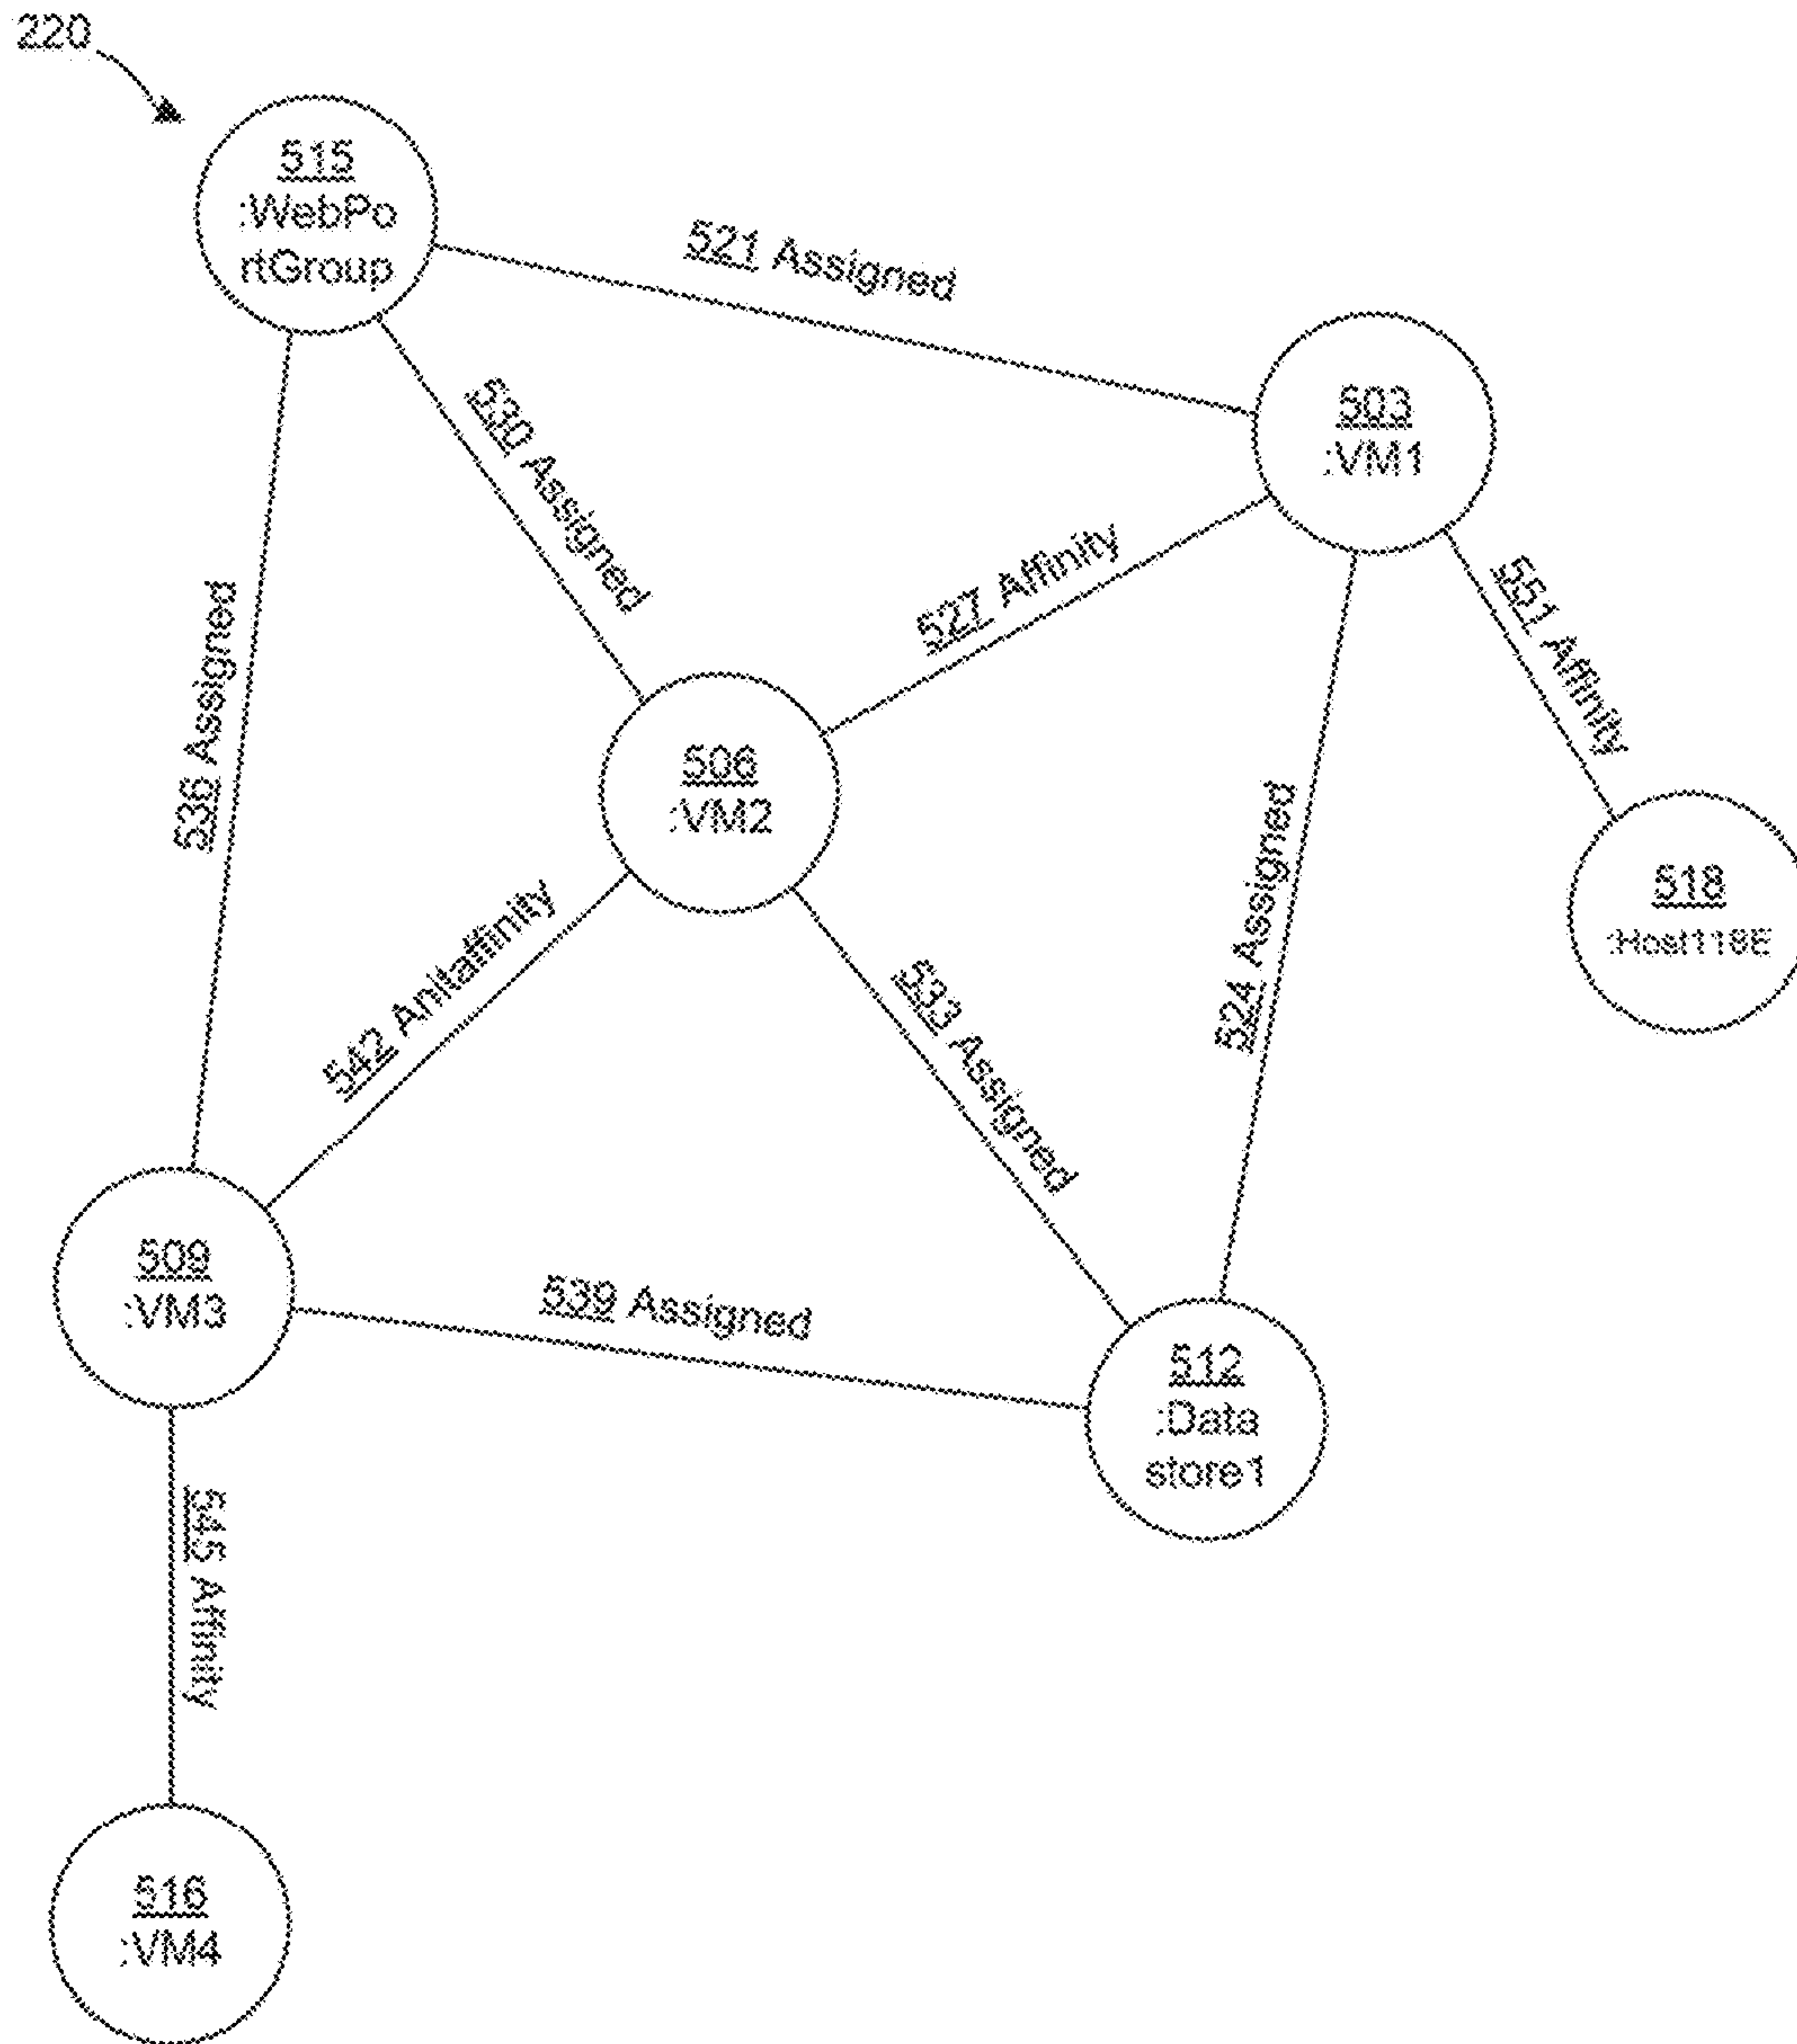 220
515
:WebPo
rtGroup
521 Assigned
503
:VM1
530 Assigned
527 Affinity
551 Affinity
536 Assigned
506
:VM2
518
:Host118E
524 Assigned
542 Anitaffinity
533 Assigned
509
:VM3
539 Assigned
512
:Data
store1
545 Affinity
516
:VM4